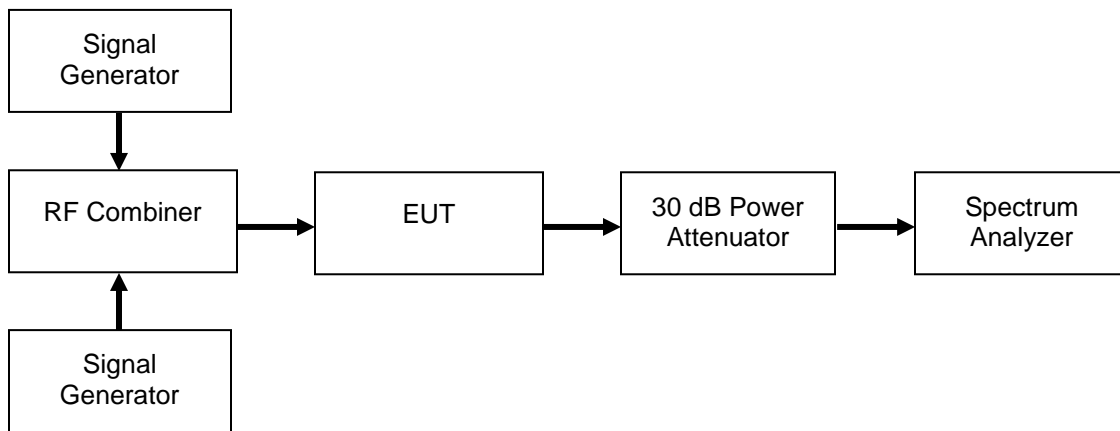 Signal
Generator
RF Combiner
EUT
30 dB Power
Attenuator
Spectrum
Analyzer
Signal
Generator